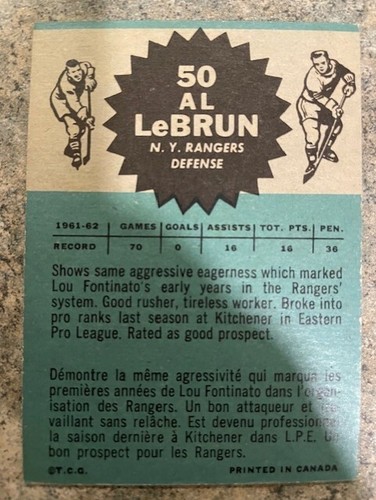 50
AL
LeBRUN
N. Y. RANGERS
DEFENSE
1961-62 GAMES GOALS ASSISTS TOT. PTS. PEN.
RECORD 70 0 16 16 36
Shows same aggressive eagerness which marked
Lou Fontinato's early years in the Rangers'
system. Good rusher, tireless worker. Broke into
pro ranks last season at Kitchener in Eastern
Pro League. Rated as good prospect.
Démontre la même agressivité qui marqua les
premières années de Lou Fontinato dans l'organ-
isation des Rangers. Un bon attaqueur et
vaillant sans relâche. Est devenu professionnel
la saison dernière à Kitchener dans L.P.E. Un
bon prospect pour les Rangers.
©T.C.G. PRINTED IN CANADA